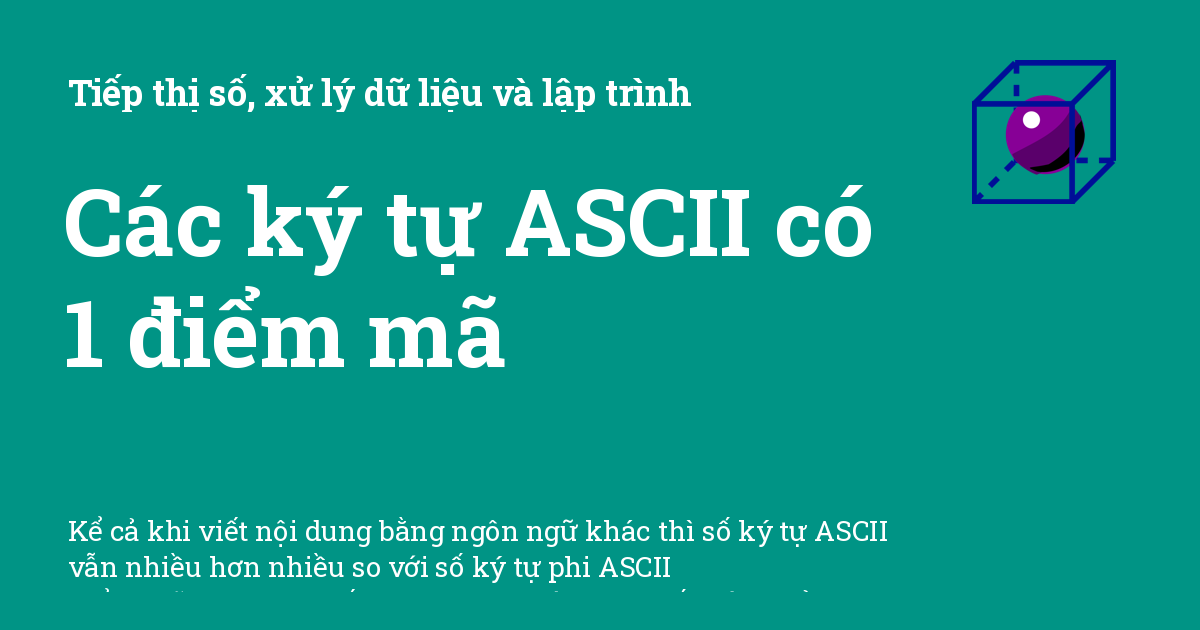 Tiếp thị số, xử lý dữ liệu và lập trình
Các ký tự ASCII có
1 điểm mã
Kể cả khi viết nội dung bằng ngôn ngữ khác thì số ký tự ASCII
vẫn nhiều hơn nhiều so với số ký tự phi ASCII